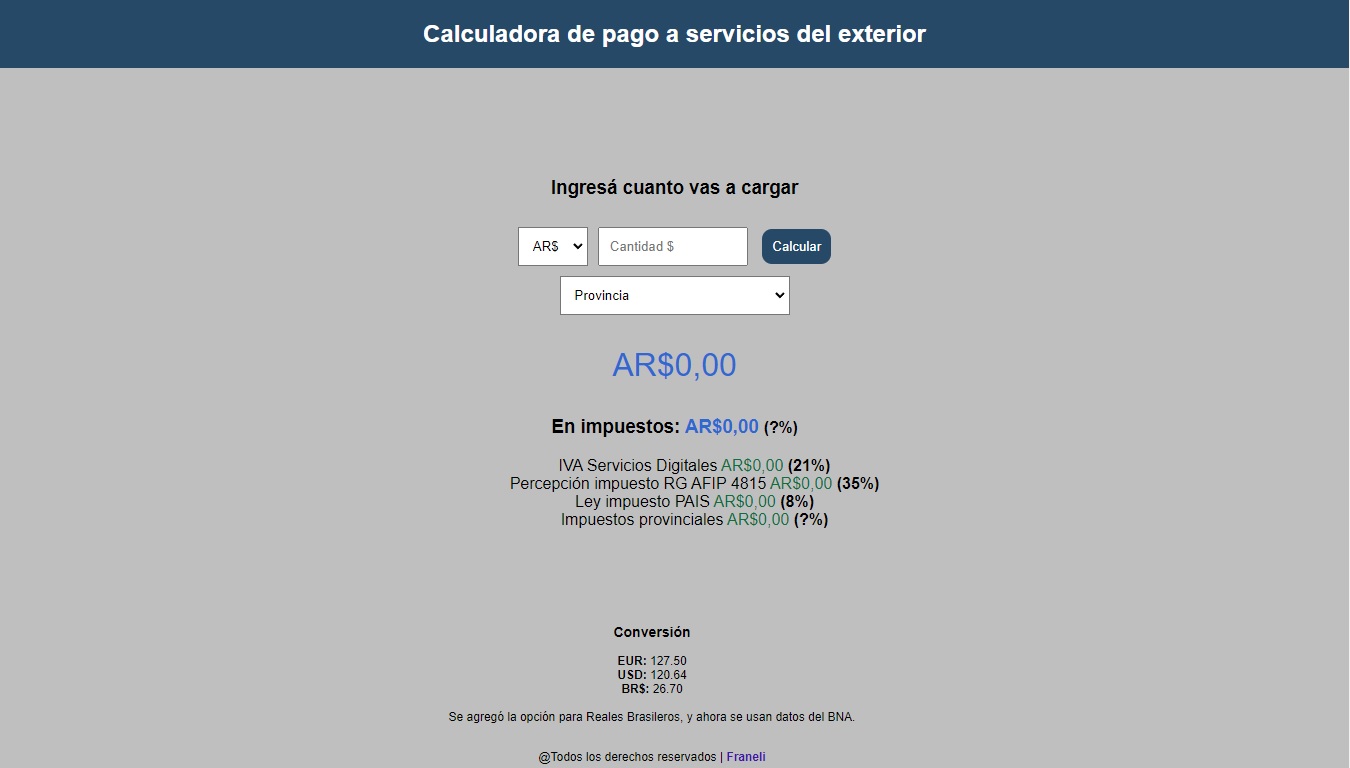 Calculadora de pago a servicios del exterior
Ingresá cuanto vas a cargar
AR$ Cantidad $ Calcular
Provincia
AR$0,00
En impuestos: AR$0,00 (?%)
IVA Servicios Digitales AR$0,00 (21%)
Percepción impuesto RG AFIP 4815 AR$0,00 (35%)
Ley impuesto PAIS AR$0,00 (8%)
Impuestos provinciales AR$0,00 (?%)
Conversión
EUR: 127.50
USD: 120.64
BR$: 26.70
Se agregó la opción para Reales Brasileros, y ahora se usan datos del BNA.
@Todos los derechos reservados | Franeli